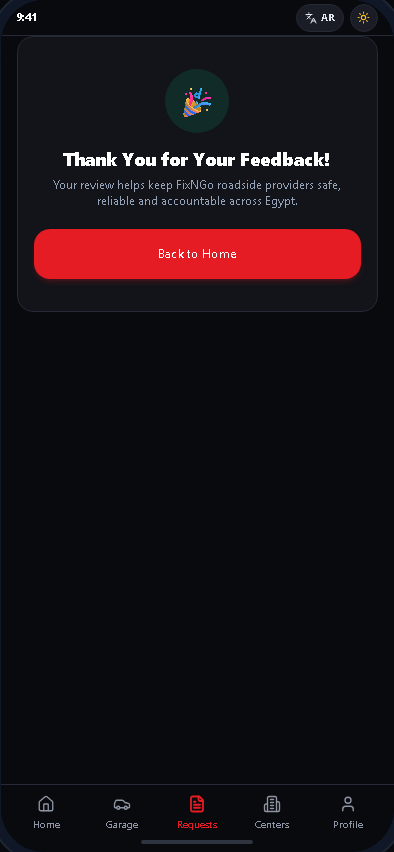 9:41
AR
Thank You for Your Feedback!
Your review helps keep FixNGo roadside providers safe,
reliable and accountable across Egypt.
Back to Home
Home
Garage
Requests
Centers
Profile